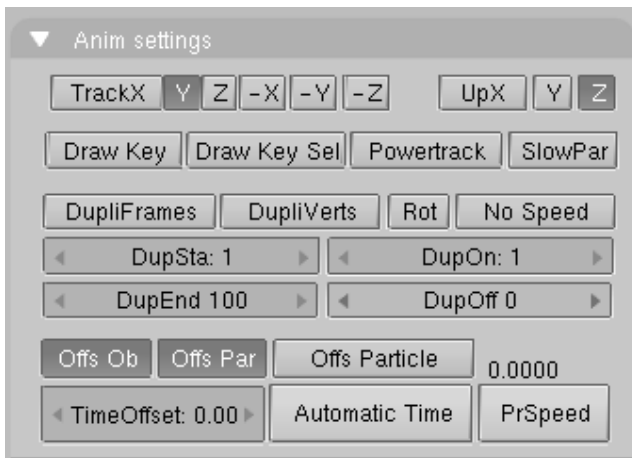 Anim settings
TrackX Y Z -X -Y -Z UpX Y Z
Draw Key Draw Key Sel Powertrack SlowPar
DupliFrames DupliVerts Rot No Speed
DupSta: 1 DupOn: 1
DupEnd 100 DupOff 0
Offs Ob Offs Par Offs Particle 0.0000
TimeOffset: 0.00 Automatic Time PrSpeed